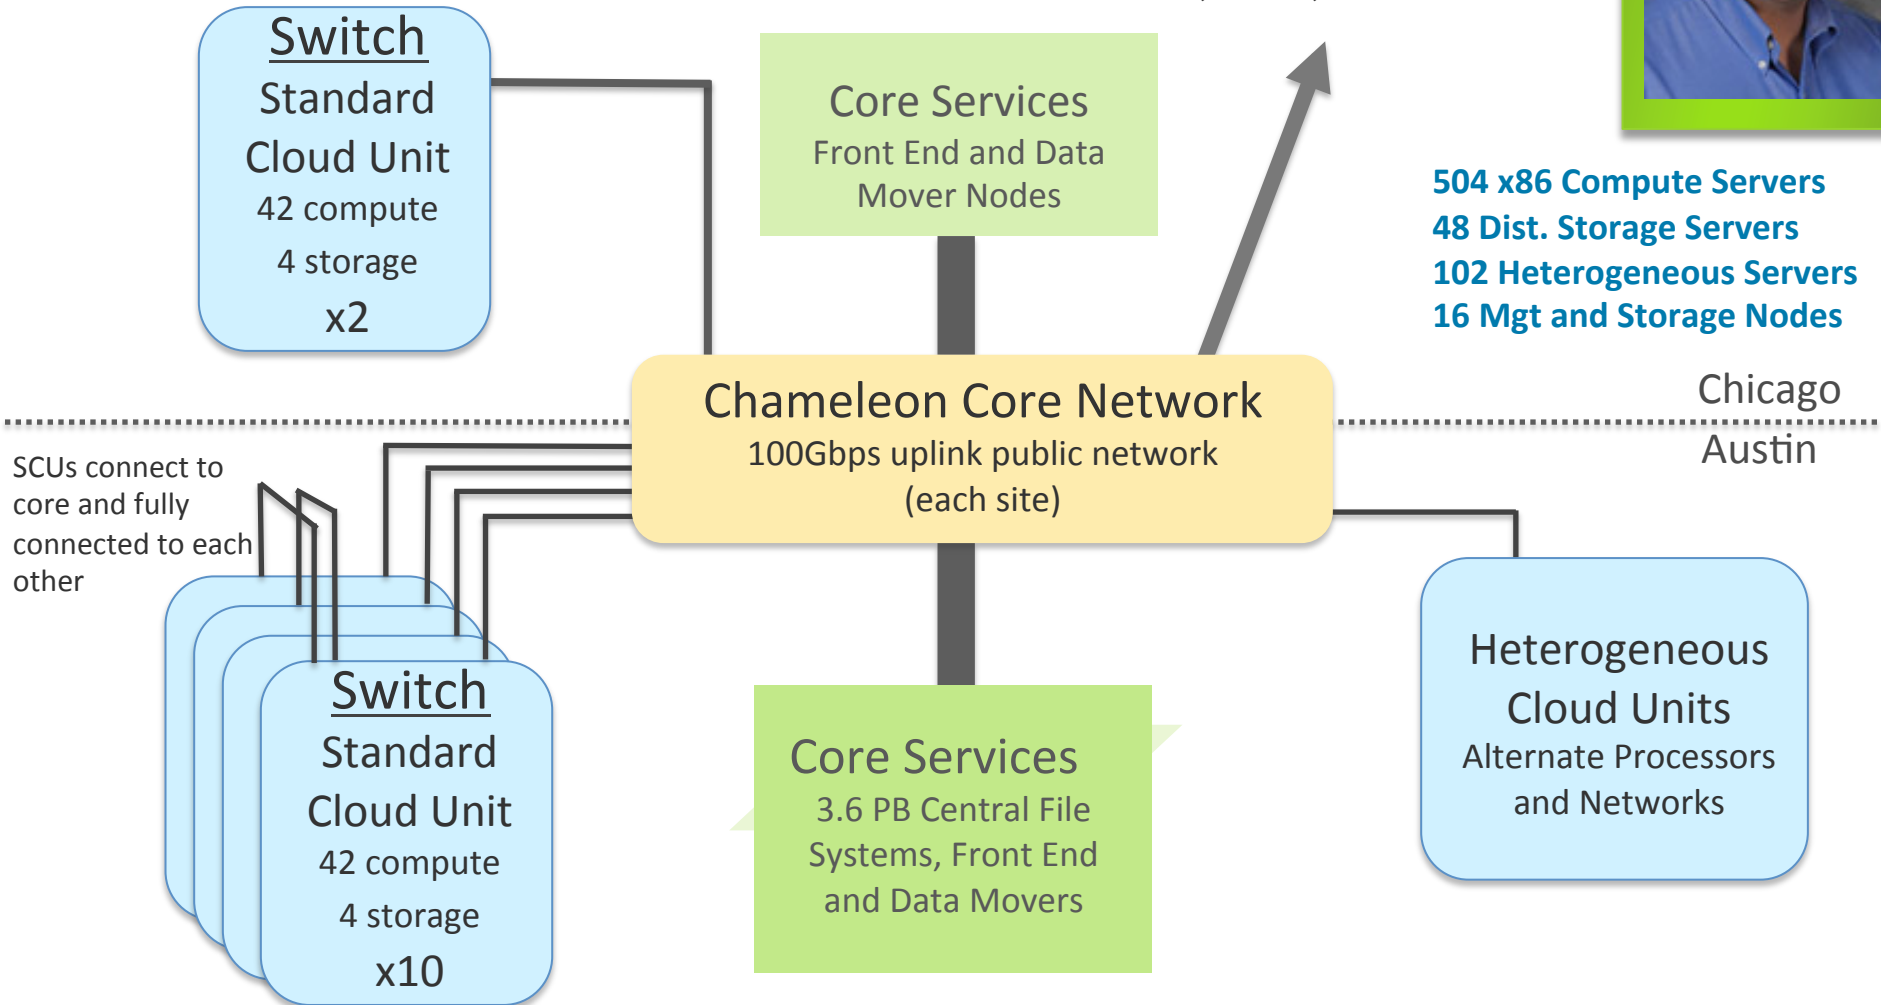 Switch
Standard
Cloud Unit
42 compute
4 storage
x2
Core Services
Front End and Data
Mover Nodes
504 x86 Compute Servers
48 Dist. Storage Servers
102 Heterogeneous Servers
16 Mgt and Storage Nodes
Chicago
Austin
Chameleon Core Network
100Gbps uplink public network
(each site)
SCUs connect to
core and fully
connected to each
other
Switch
Standard
Cloud Unit
42 compute
4 storage
x10
Core Services
3.6 PB Central File
Systems, Front End
and Data Movers
Heterogeneous
Cloud Units
Alternate Processors
and Networks